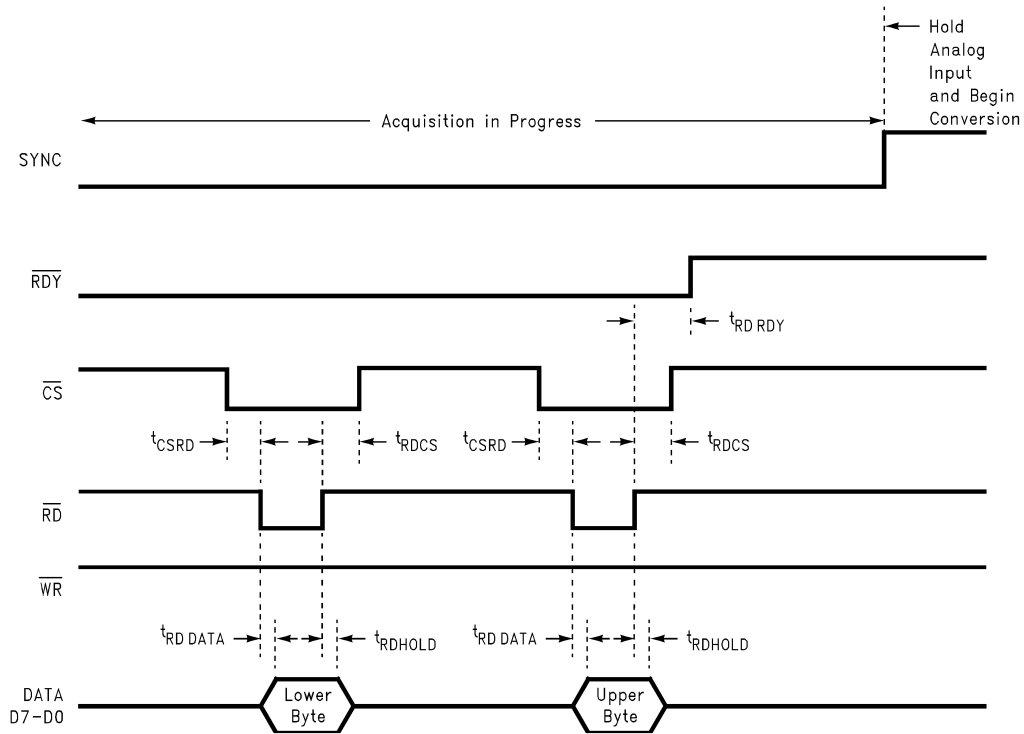 Hold
Analog
Input
and Begin
Conversion
Acquisition in Progress
SYNC
RDY
tRD RDY
CS
tCSRD
tRDCS
tCSRD
tRDCS
RD
WR
tRD DATA
tRDHOLD
tRD DATA
tRDHOLD
DATA
D7-D0
Lower
Byte
Upper
Byte